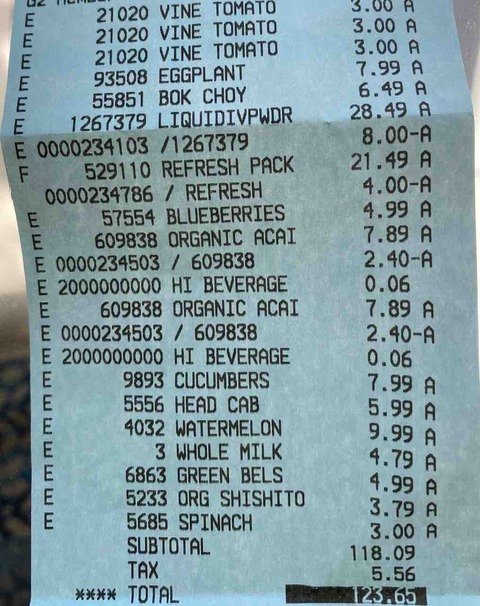 E 21020 VINE TOMATO 3.00 A
E 21020 VINE TOMATO 3.00 A
E 21020 VINE TOMATO 3.00 A
E 93508 EGGPLANT 7.99 A
E 55851 BOK CHOY 6.49 A
E 1267379 LIQUIDIVPWDR 28.49 A
E 0000234103 /1267379 8.00-A
F 529110 REFRESH PACK 21.49 A
0000234786 / REFRESH 4.00-A
E 57554 BLUEBERRIES 4.99 A
E 609838 ORGANIC ACAI 7.89 A
E 0000234503 / 609838 2.40-A
E 2000000000 HI BEVERAGE 0.06
E 609838 ORGANIC ACAI 7.89 A
E 0000234503 / 609838 2.40-A
E 2000000000 HI BEVERAGE 0.06
E 9893 CUCUMBERS 7.99 A
E 5556 HEAD CAB 5.99 A
E 4032 WATERMELON 9.99 A
E 3 WHOLE MILK 4.79 A
E 6863 GREEN BELS 4.99 A
E 5233 ORG SHISHITO 3.79 A
E 5685 SPINACH 3.00 A
SUBTOTAL 118.09
TAX 5.56
**** TOTAL 123.65